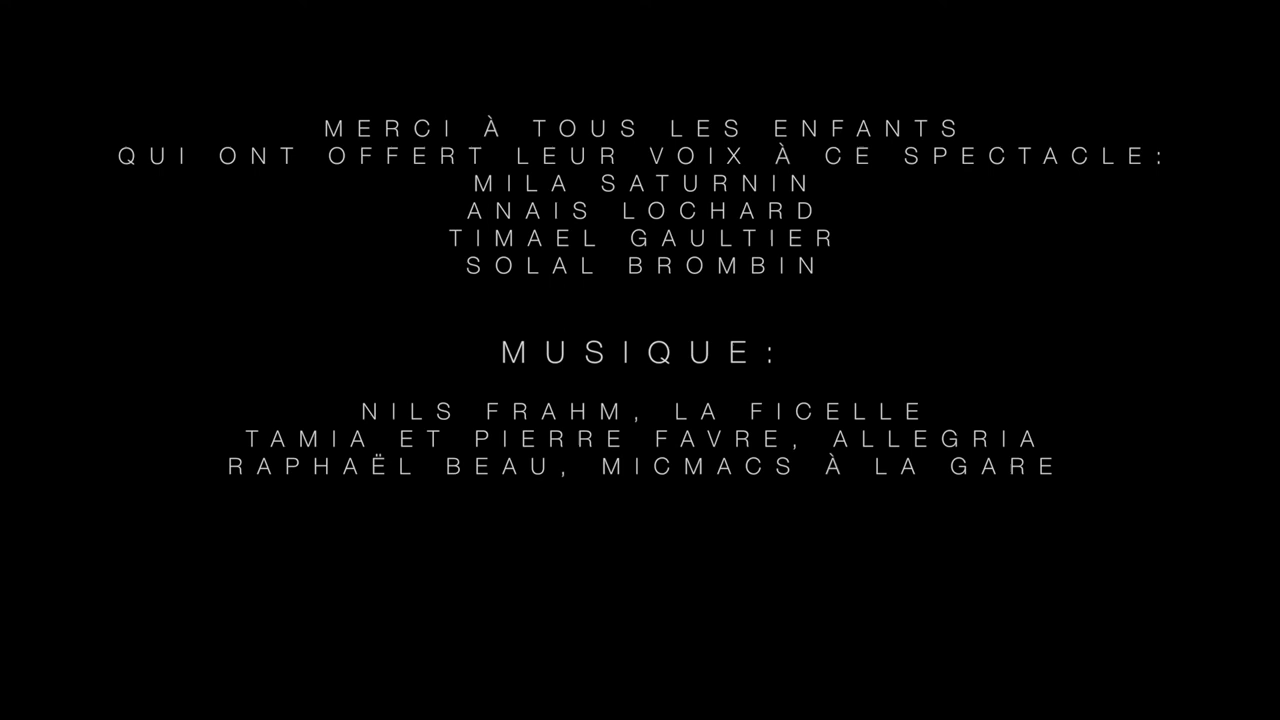 MERCI À TOUS LES ENFANTS
QUI ONT OFFERT LEUR VOIX À CE SPECTACLE:
MILA SATURNIN
ANAIS LOCHARD
TIMAEL GAULTIER
SOLAL BROMBIN
MUSIQUE:
NILS FRAHM, LA FICELLE
TAMIA ET PIERRE FAVRE, ALLEGRIA
RAPHAËL BEAU, MICMACS À LA GARE